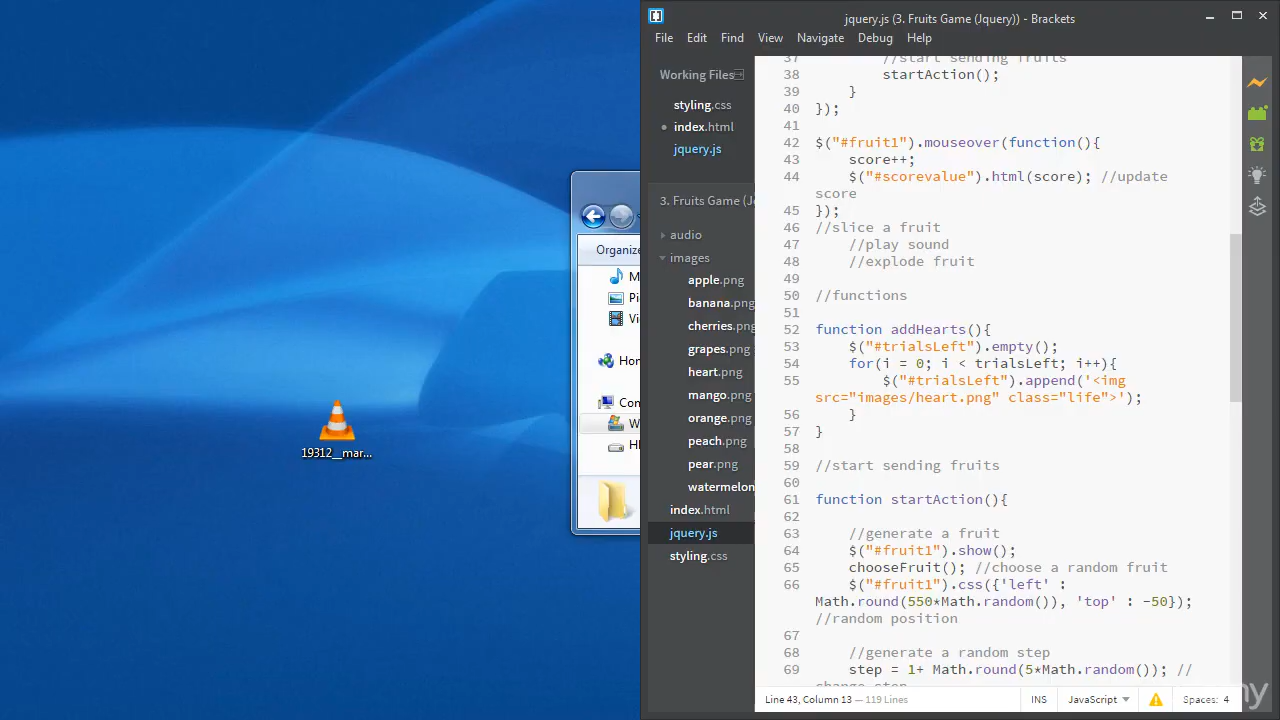 jquery.js (3. Fruits Game (Jquery)) - Brackets
File Edit Find View Navigate Debug Help
Working Files
styling.css
index.html
jquery.js
3. Fruits Game (J
audio
images
apple.png
banana.png
cherries.png
grapes.png
heart.png
mango.png
orange.png
peach.png
pear.png
watermelon
index.html
jquery.js
styling.css
Organize
19312__mar...
37 //start sending fruits
38 startAction();
39 }
40 });
41
42 $("#fruit1").mouseover(function(){
43 score++;
44 $("#scorevalue").html(score); //update
score
45 });
46 //slice a fruit
47 //play sound
48 //explode fruit
49
50 //functions
51
52 function addHearts(){
53 $("#trialsLeft").empty();
54 for(i = 0; i < trialsLeft; i++){
55 $("#trialsLeft").append('<img
src="images/heart.png" class="life">');
56 }
57 }
58
59 //start sending fruits
60
61 function startAction(){
62
63 //generate a fruit
64 $("#fruit1").show();
65 chooseFruit(); //choose a random fruit
66 $("#fruit1").css({'left' :
Math.round(550*Math.random()), 'top' : -50});
//random position
67
68 //generate a random step
69 step = 1+ Math.round(5*Math.random()); //
change step
Line 43, Column 13 — 119 Lines
INS
JavaScript
Spaces: 4